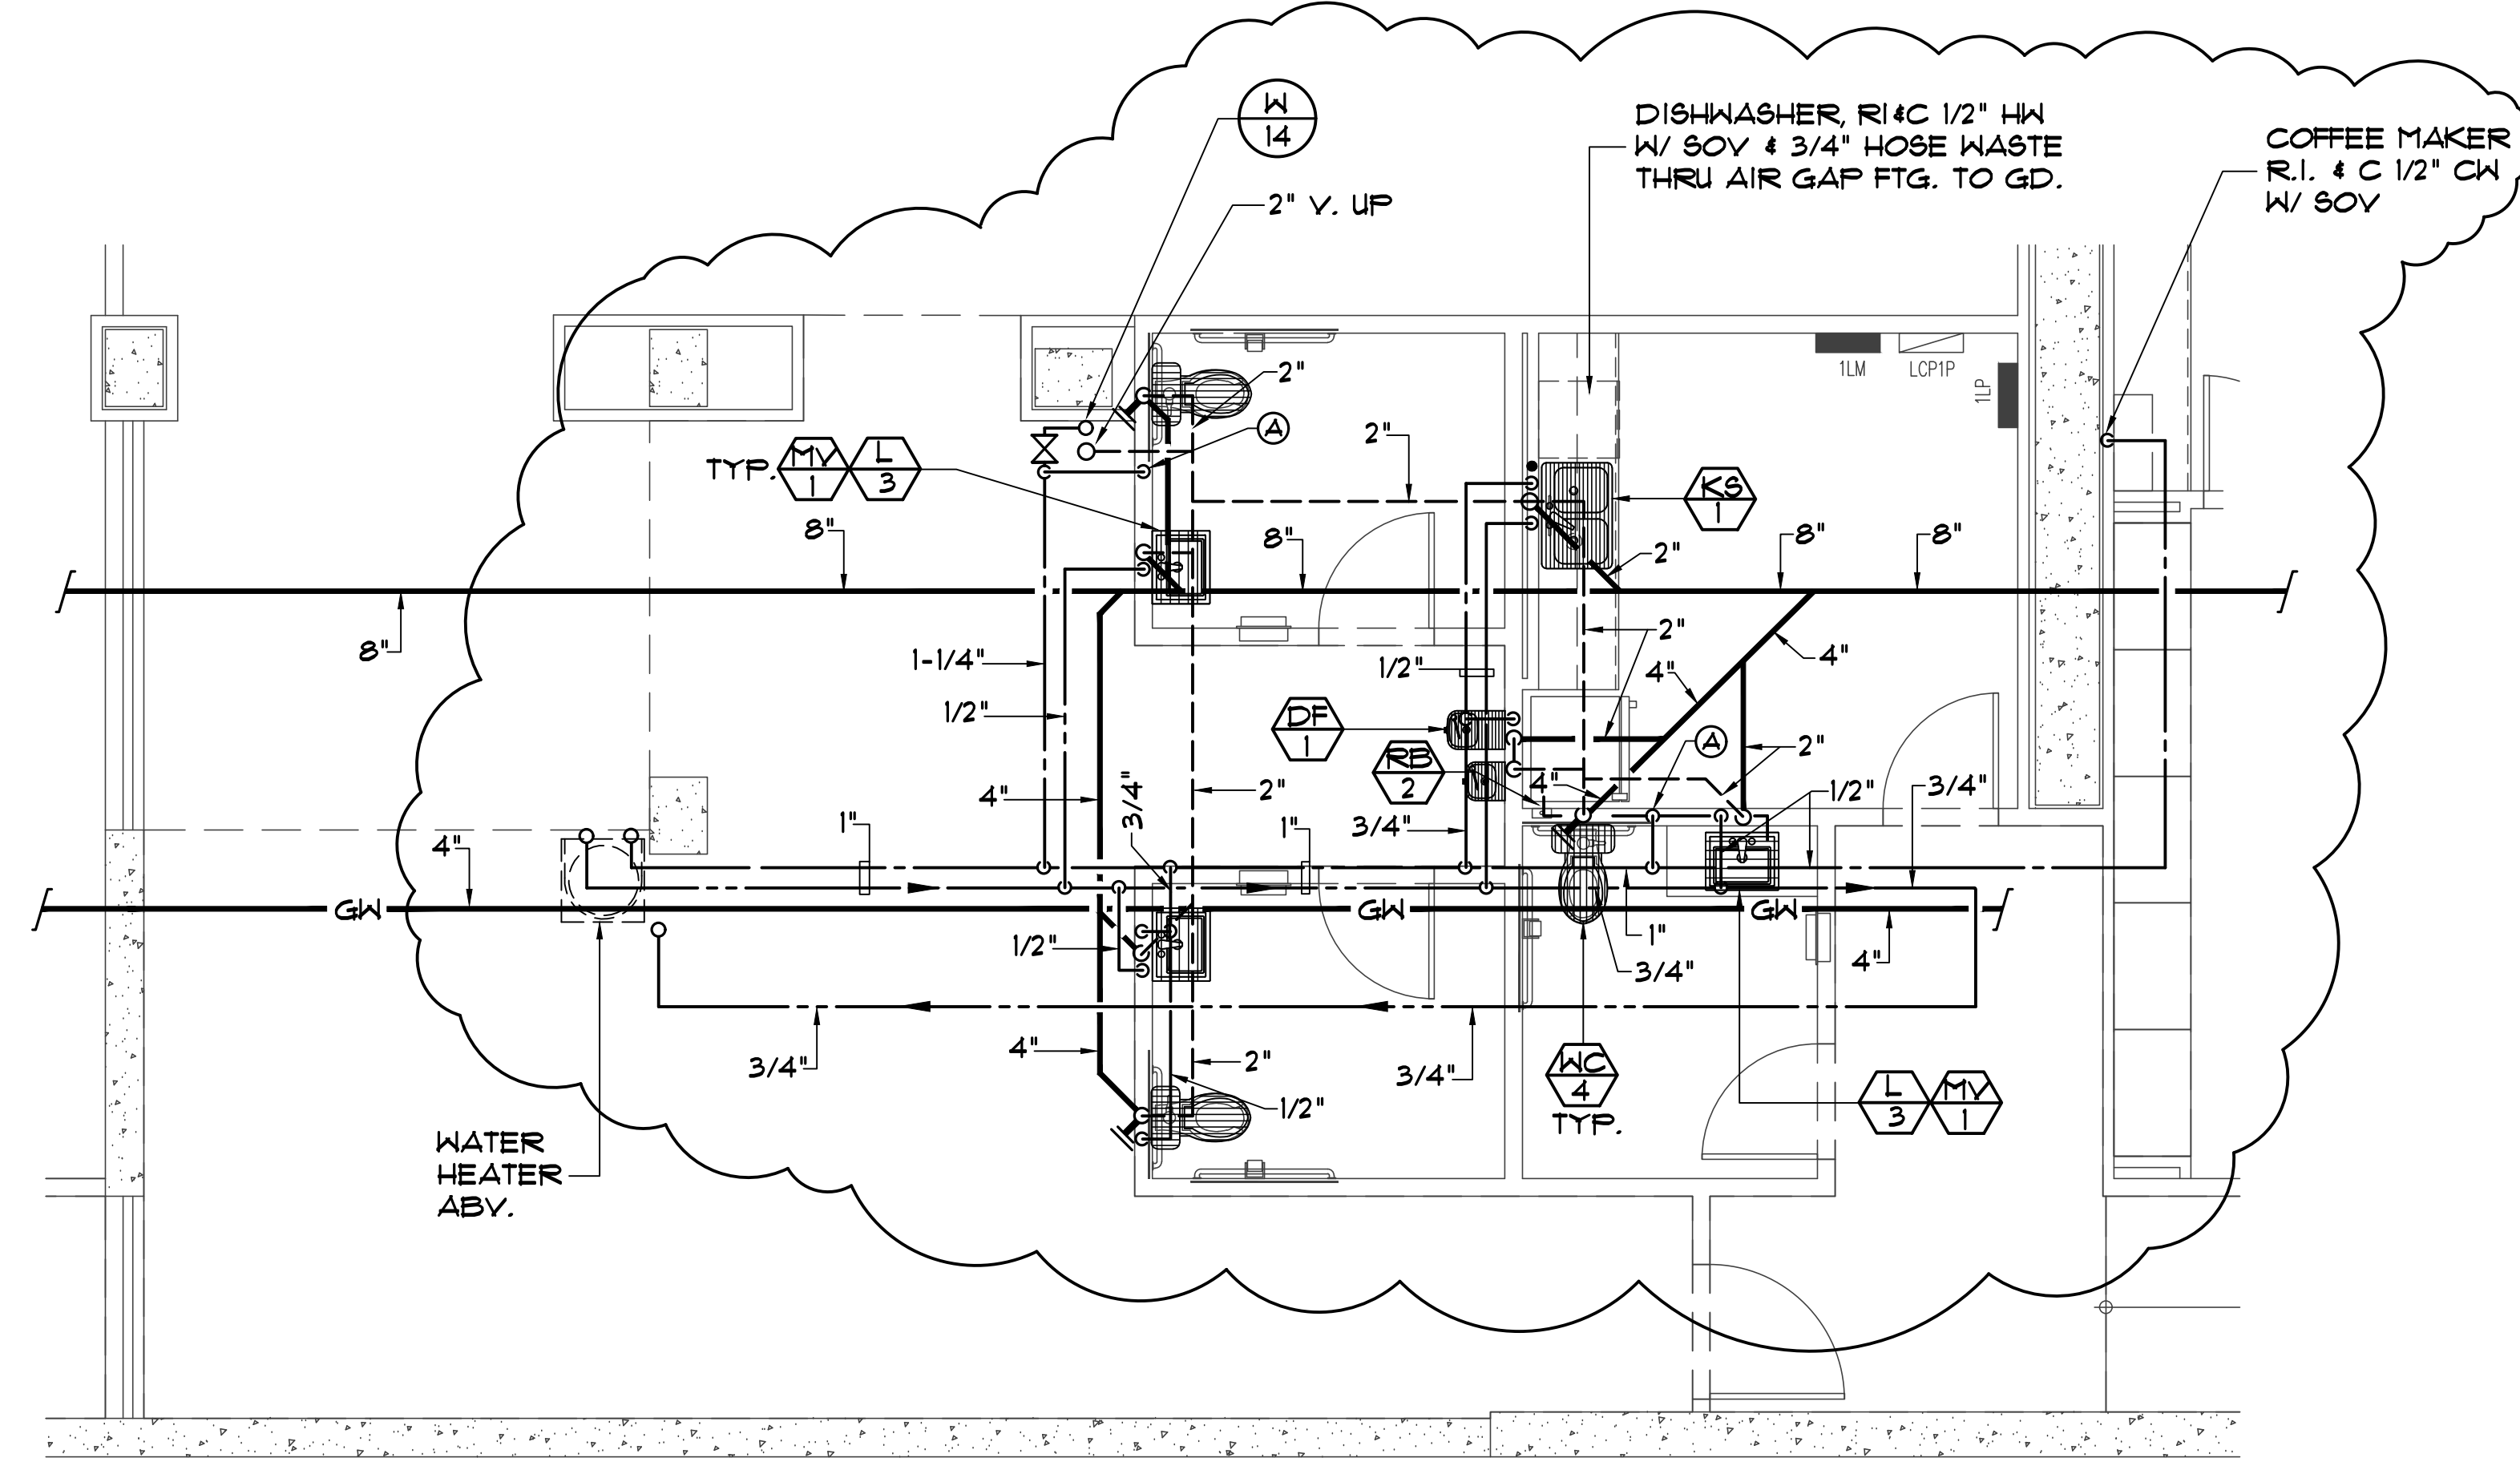 W
14
DISHWASHER, RI&C 1/2" HW
W/ SOV & 3/4" HOSE WASTE
THRU AIR GAP FTG. TO GD.
COFFEE MAKER
R.I. & C 1/2" CW
W/ SOV
2" V. UP
1LM
LCP1P
1LP
2"
A
2"
TYP.
MV
1
L
3
KS
1
8"
8"
2"
8"
8"
8"
1-1/4"
1/2"
2"
4"
4"
1/2"
DF
1
A
2"
RB
2
4"
4"
3/4"
2"
1/2"
3/4"
1"
1"
3/4"
4"
GW
GW
GW
1/2"
1"
3/4"
4"
4"
2"
3/4"
3/4"
1/2"
WC
4
TYP.
L
3
MV
1
WATER
HEATER
ABV.